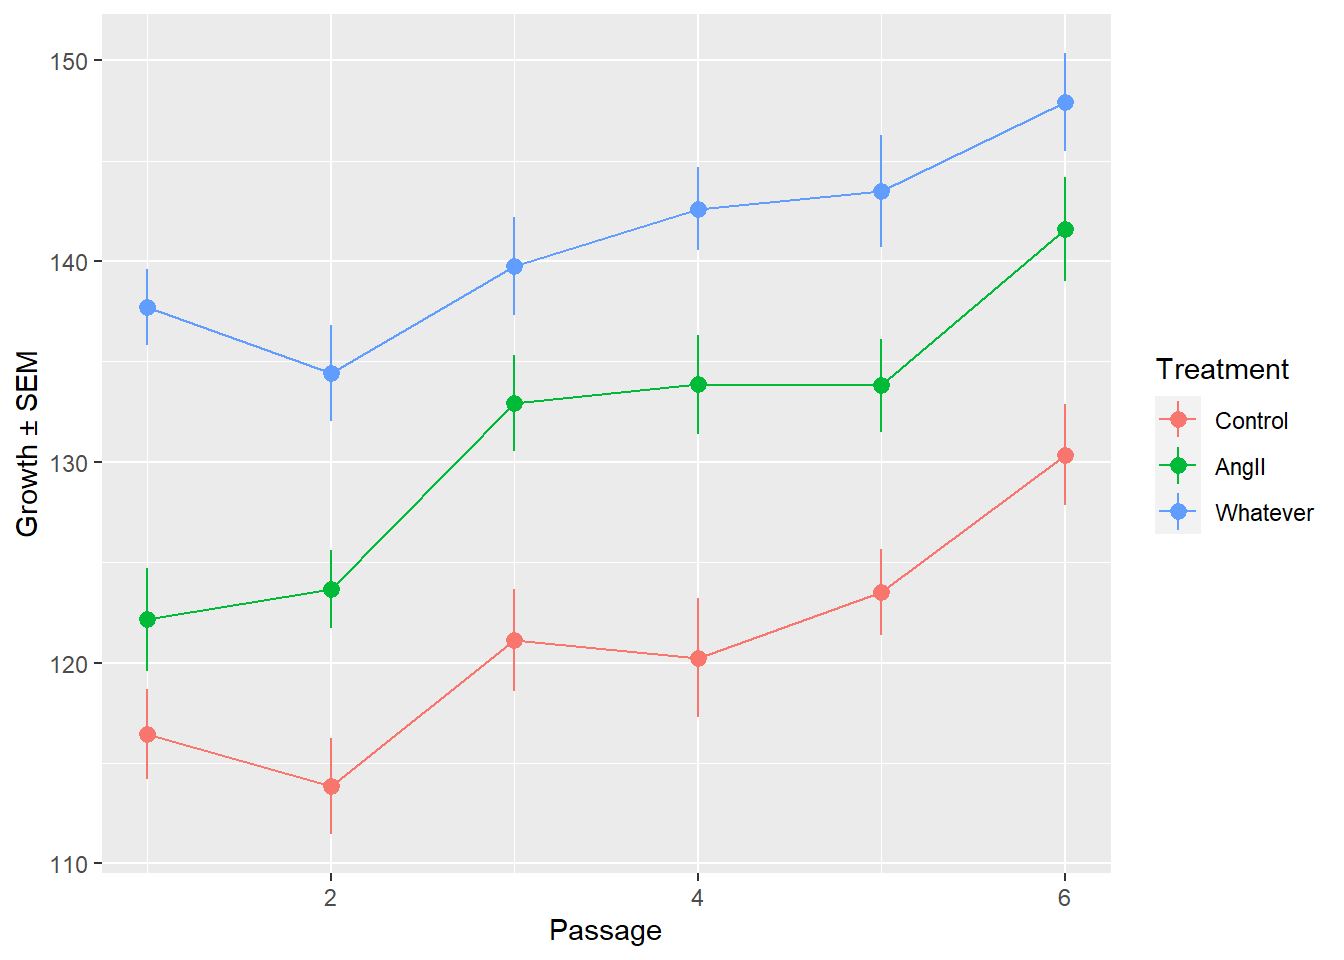 Growth ± SEM
150
140
130
120
110
2
4
6
Passage
Treatment
Control
AngII
Whatever